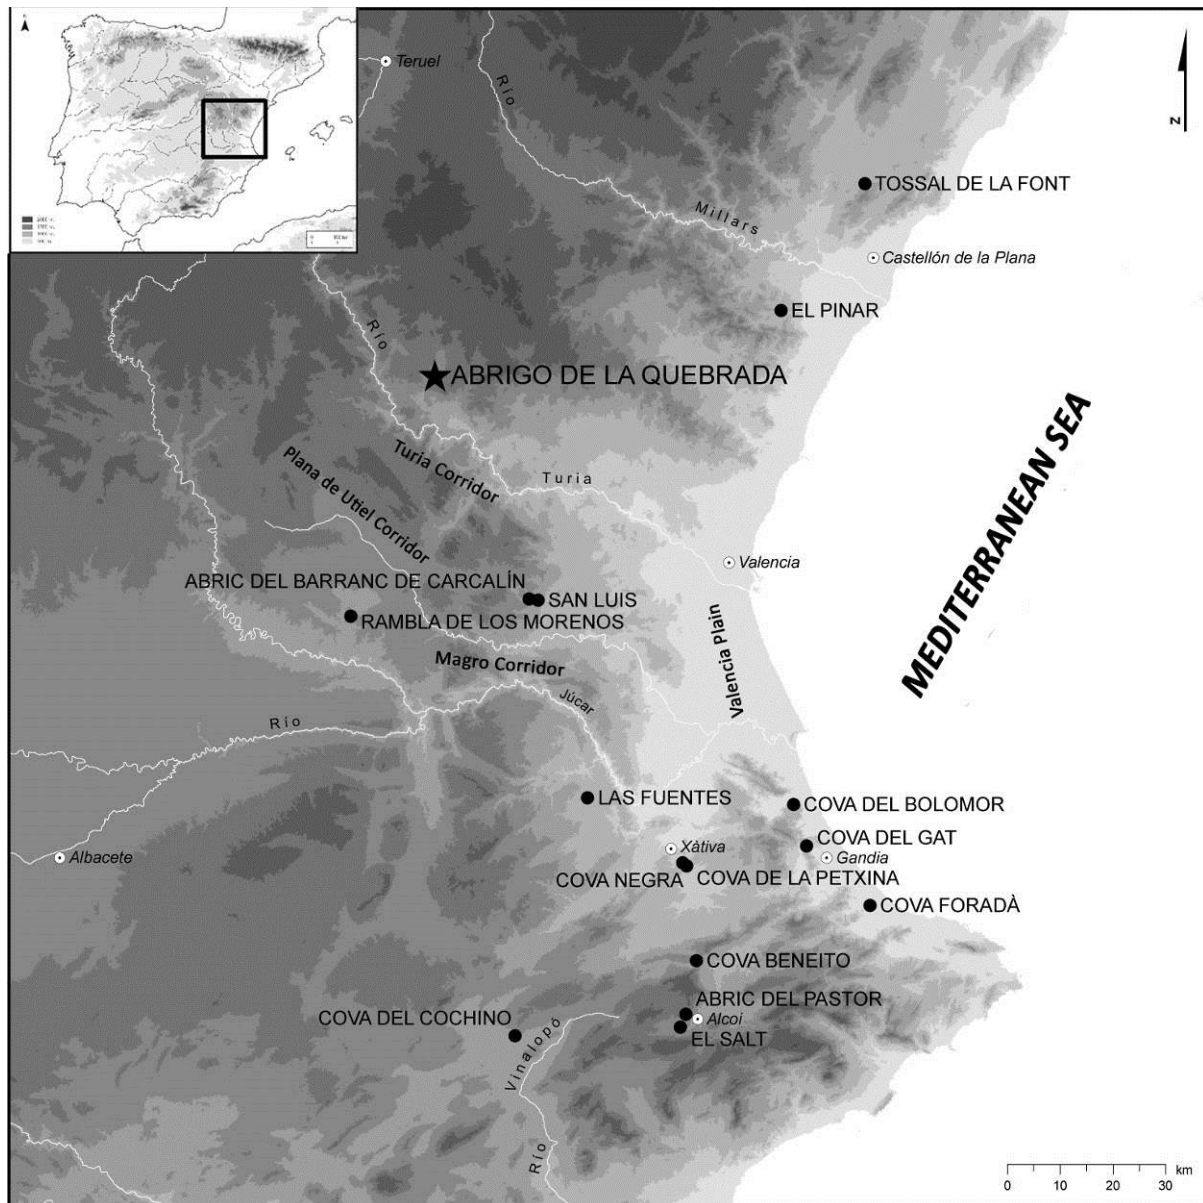 Teruel
Río
N
TOSSAL DE LA FONT
Millars
Castellón de la Plana
EL PINAR
Río
ABRIGO DE LA QUEBRADA
MEDITERRANEAN SEA
Turia Corridor
Plana de Utiel Corridor
Turia
Valencia
ABRIC DEL BARRANC DE CARCALÍN
SAN LUIS
RAMBLA DE LOS MORENOS
Valencia Plain
Magro Corridor
Júcar
Río
LAS FUENTES
COVA DEL BOLOMOR
COVA DEL GAT
Xàtiva
Gandia
Albacete
COVA NEGRA
COVA DE LA PETXINA
COVA FORADÀ
COVA BENEITO
ABRIC DEL PASTOR
COVA DEL COCHINO
Alcoi
EL SALT
Vinalopó
Río
km
0 10 20 30